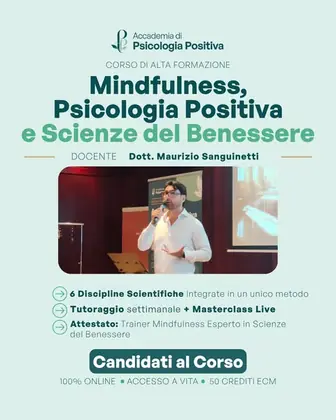 Accademia di
Psicologia Positiva
CORSO DI ALTA FORMAZIONE
Mindfulness,
Psicologia Positiva
e Scienze del Benessere
DOCENTE Dott. Maurizio Sanguinetti
6 Discipline Scientifiche integrate in un unico metodo
Tutoraggio settimanale + Masterclass Live
Attestato: Trainer Mindfulness Esperto in Scienze
del Benessere
Candidati al Corso
100% ONLINE • ACCESSO A VITA • 50 CREDITI ECM